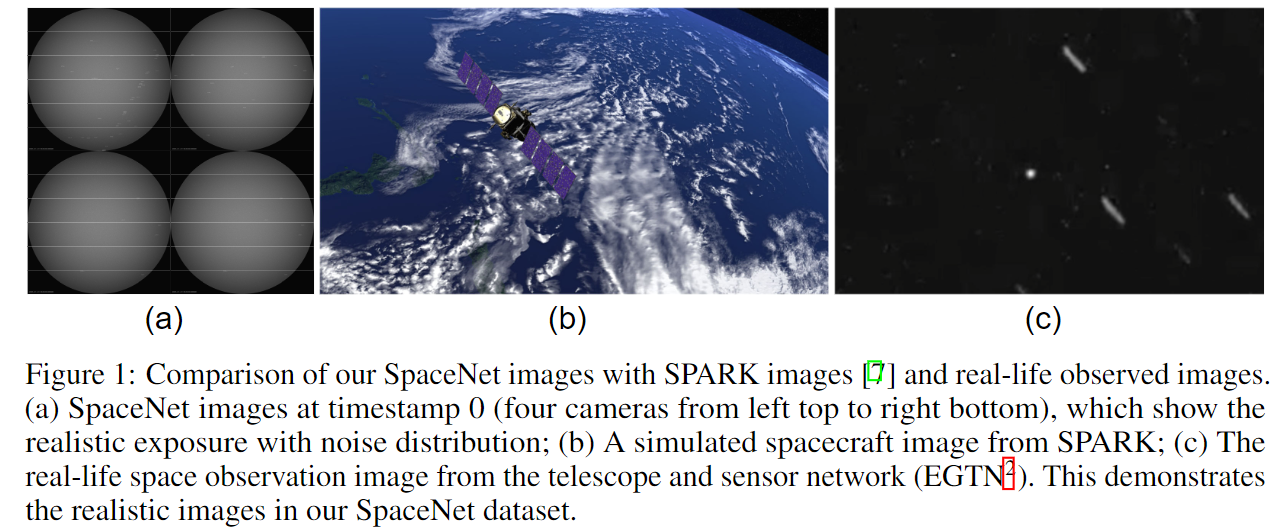 (a)
(b)
(c)
Figure 1: Comparison of our SpaceNet images with SPARK images [7] and real-life observed images.
(a) SpaceNet images at timestamp 0 (four cameras from left top to right bottom), which show the
realistic exposure with noise distribution; (b) A simulated spacecraft image from SPARK; (c) The
real-life space observation image from the telescope and sensor network (EGTN2). This demonstrates
the realistic images in our SpaceNet dataset.